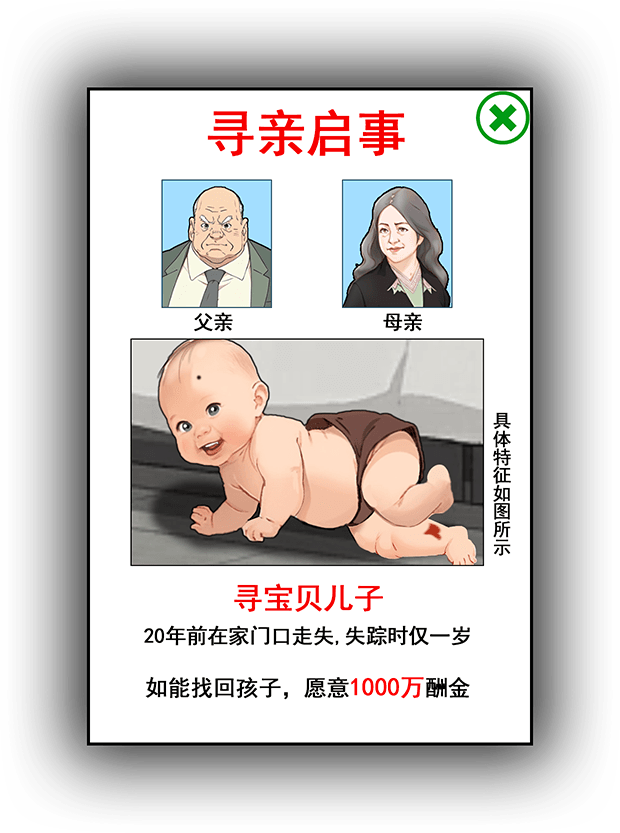 寻亲启事
父亲
母亲
具体特征如图所示
寻宝贝儿子
20年前在家门口走失,失踪时仅一岁
如能找回孩子，愿意1000万酬金